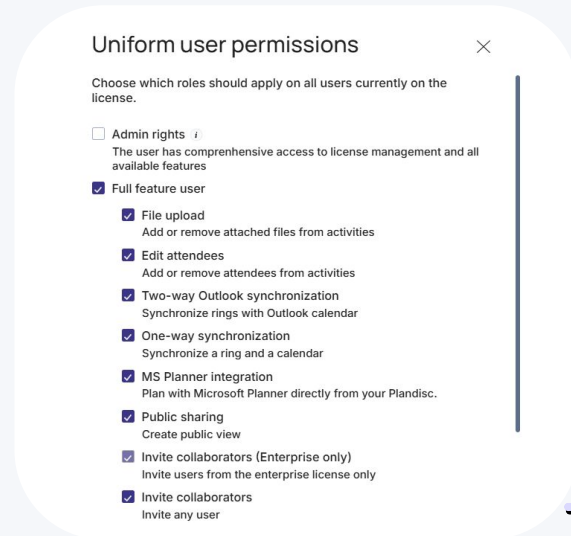 Uniform user permissions
Choose which roles should apply on all users currently on the
license.
Admin rights i
The user has comprenhensive access to license management and all
available features
Full feature user
File upload
Add or remove attached files from activities
Edit attendees
Add or remove attendees from activities
Two-way Outlook synchronization
Synchronize rings with Outlook calendar
One-way synchronization
Synchronize a ring and a calendar
MS Planner integration
Plan with Microsoft Planner directly from your Plandisc.
Public sharing
Create public view
Invite collaborators (Enterprise only)
Invite users from the enterprise license only
Invite collaborators
Invite any user